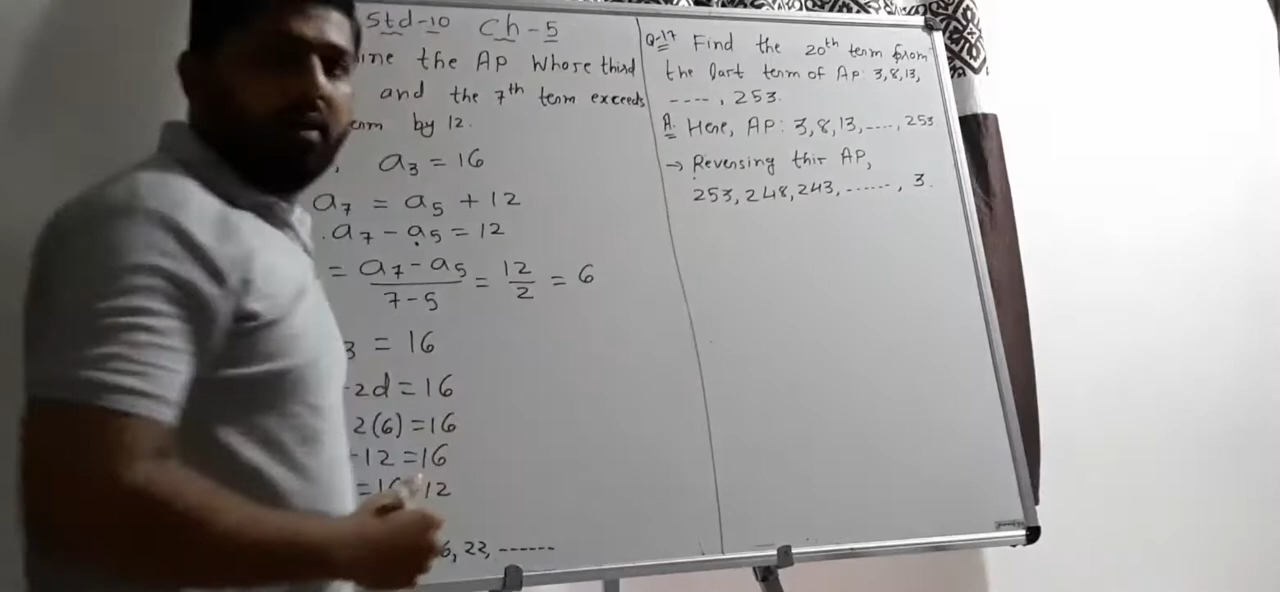 Std-10 Ch-5
the AP whose third
and the 7th term exceeds
by 12.
a3 = 16
a7 = a5 + 12
a7 - a5 = 12
= a7 - a5 / 7 - 5 = 12/2 = 6
3 = 16
2d = 16
2(6) = 16
-12 = 16
= 16 12
6, 22, ------
Q-17 Find the 20th term from
the last term of AP: 3, 8, 13,
----, 253.
A. Here, AP: 3, 8, 13, ----, 253
→ Reversing this AP,
253, 248, 243, ------, 3.